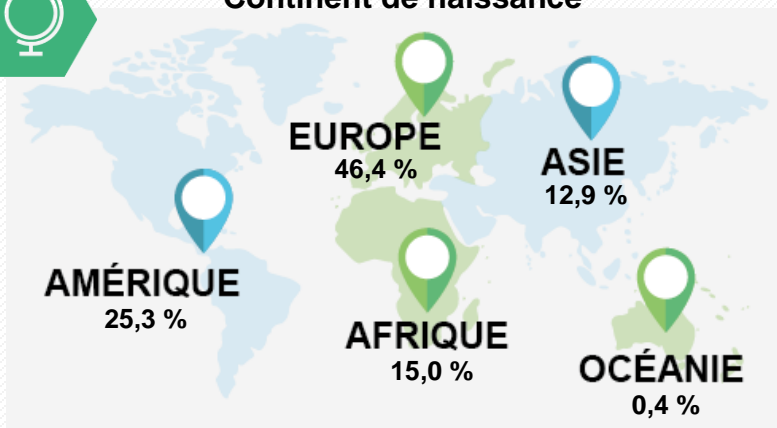 Continent de naissance
EUROPE
46,4 %
ASIE
12,9 %
AMÉRIQUE
25,3 %
AFRIQUE
15,0 %
OCÉANIE
0,4 %